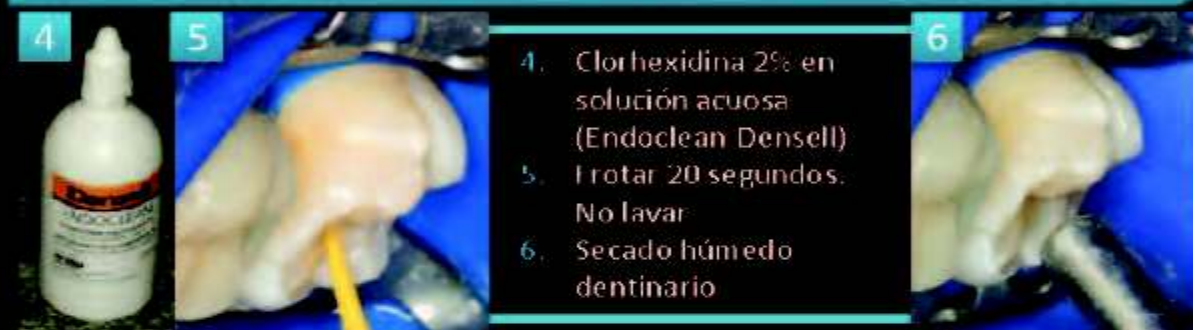 4
5
6
4. Clorhexidina 2% en
solución acuosa
(Endoclean Densell)
5. Frotar 20 segundos.
No lavar
6. Secado húmedo
dentinario
Densell
ENDOCLEAN